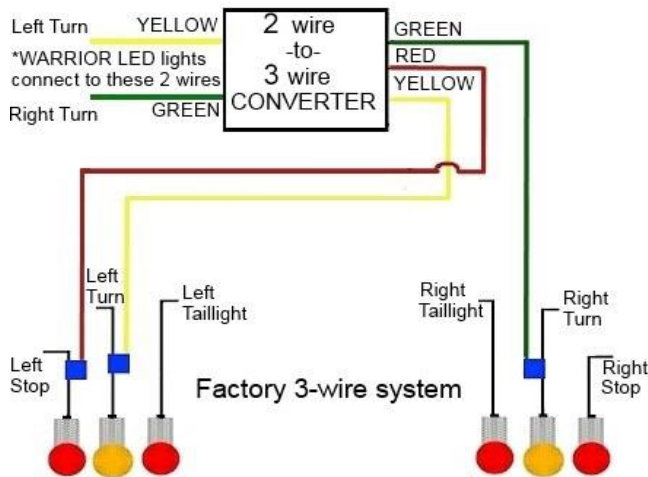 Left Turn
YELLOW
*WARRIOR LED lights
connect to these 2 wires
Right Turn
GREEN
2 wire
-to-
3 wire
CONVERTER
GREEN
RED
YELLOW
Left
Turn
Left
Taillight
Left
Stop
Right
Taillight
Right
Turn
Right
Stop
Factory 3-wire system